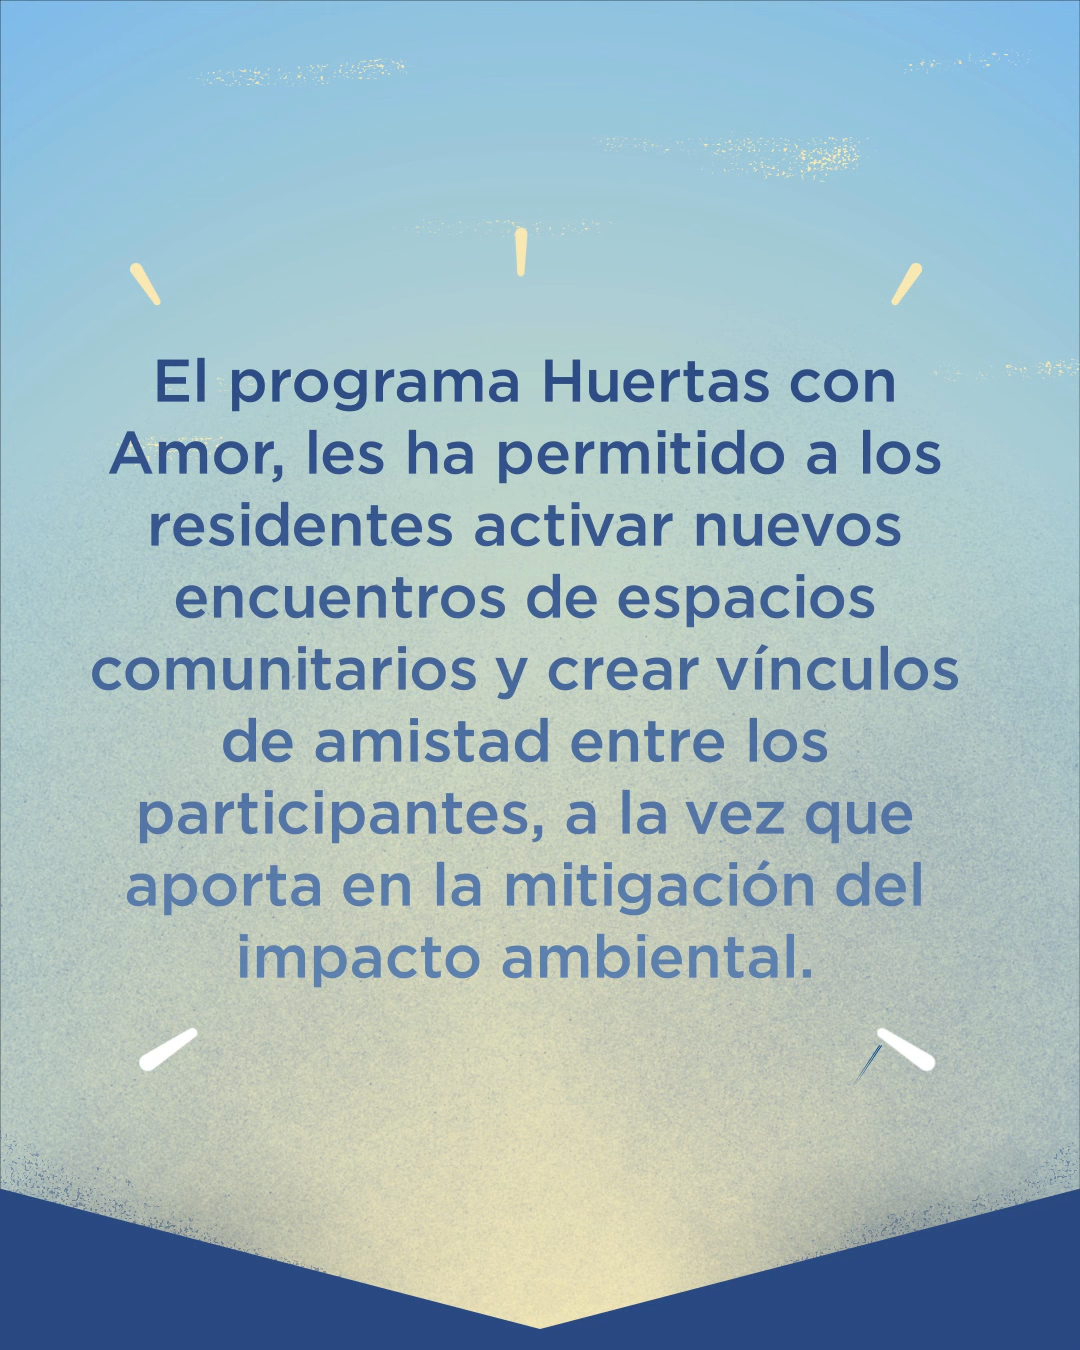 El programa Huertas con
Amor, les ha permitido a los
residentes activar nuevos
encuentros de espacios
comunitarios y crear vínculos
de amistad entre los
participantes, a la vez que
aporta en la mitigación del
impacto ambiental.